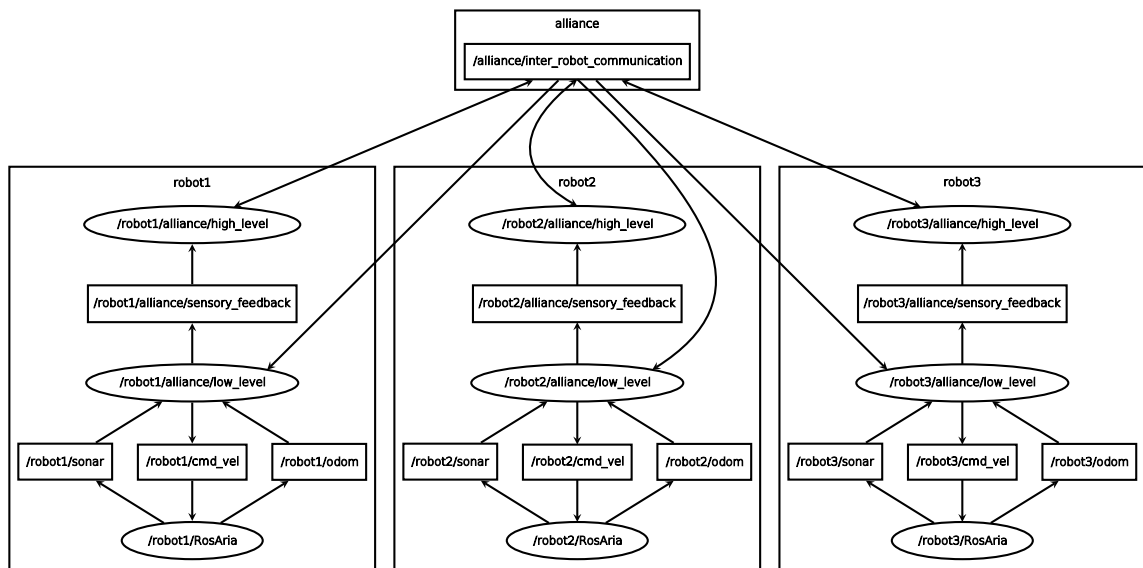 alliance
/alliance/inter_robot_communication
robot1
/robot1/alliance/high_level
/robot1/alliance/sensory_feedback
/robot1/alliance/low_level
/robot1/sonar
/robot1/cmd_vel
/robot1/odom
/robot1/RosAria
robot2
/robot2/alliance/high_level
/robot2/alliance/sensory_feedback
/robot2/alliance/low_level
/robot2/sonar
/robot2/cmd_vel
/robot2/odom
/robot2/RosAria
robot3
/robot3/alliance/high_level
/robot3/alliance/sensory_feedback
/robot3/alliance/low_level
/robot3/sonar
/robot3/cmd_vel
/robot3/odom
/robot3/RosAria